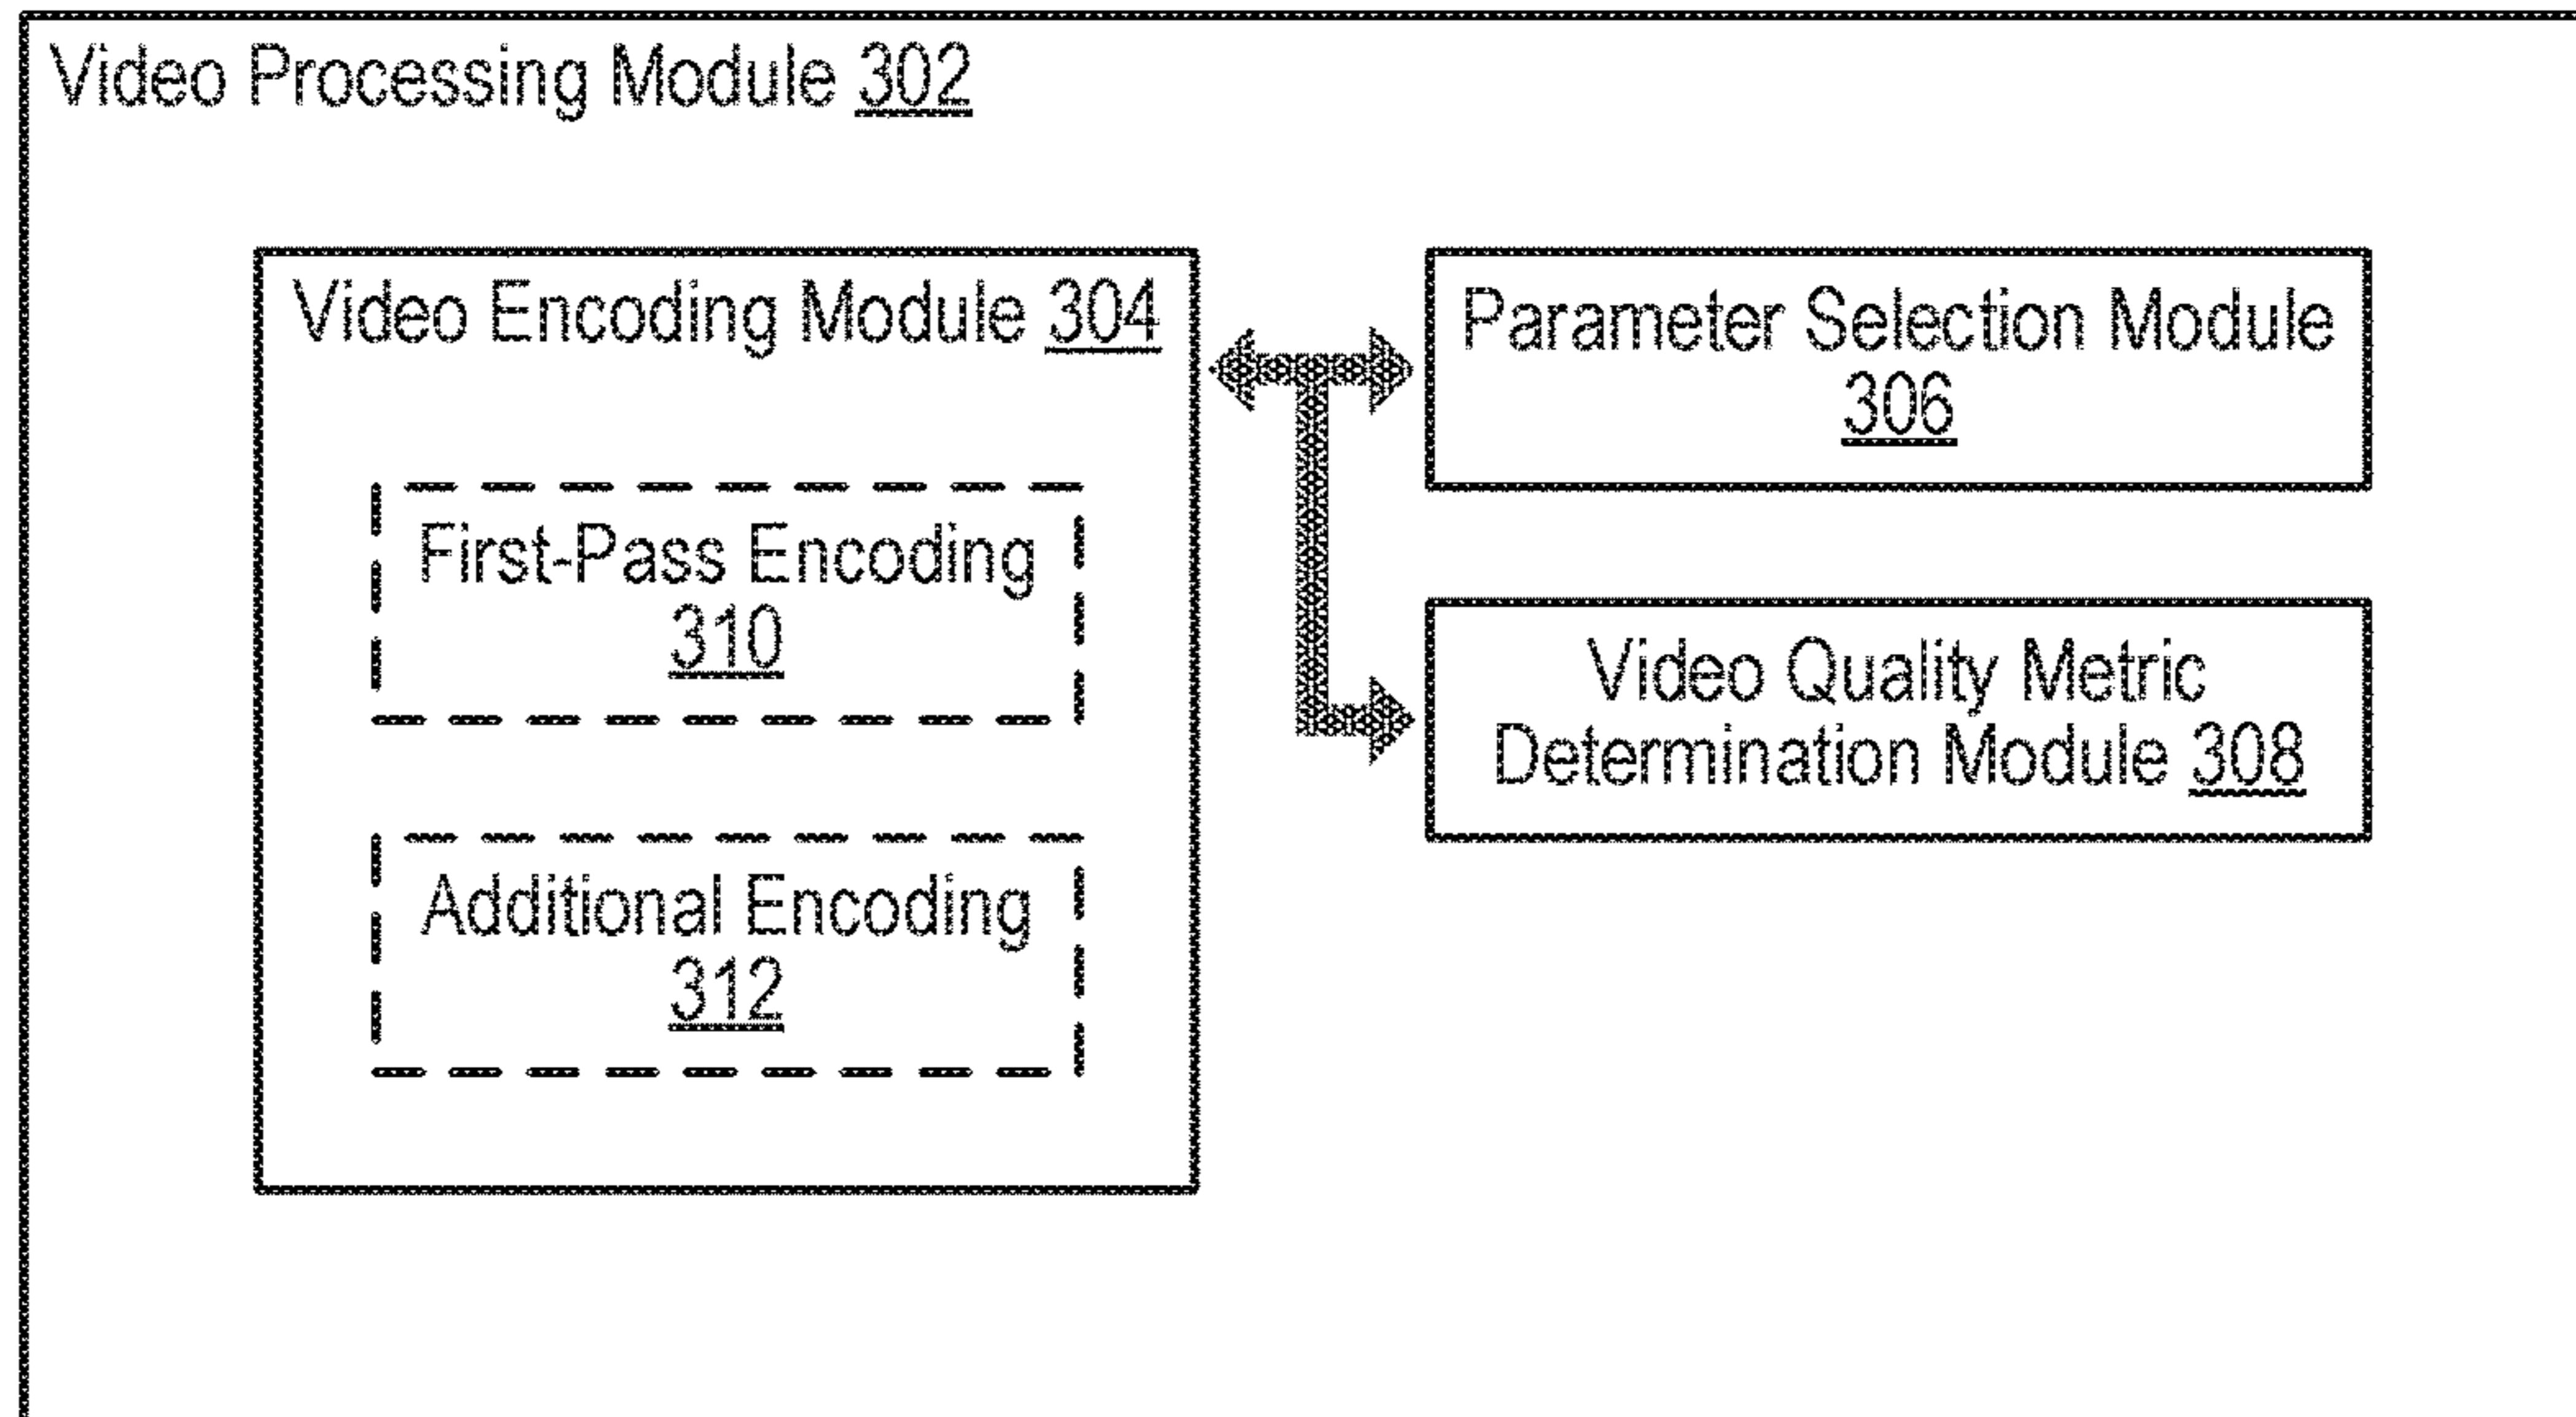 Video Processing Module 302
Video Encoding Module 304
First-Pass Encoding
310
Additional Encoding
312
Parameter Selection Module
306
Video Quality Metric
Determination Module 308